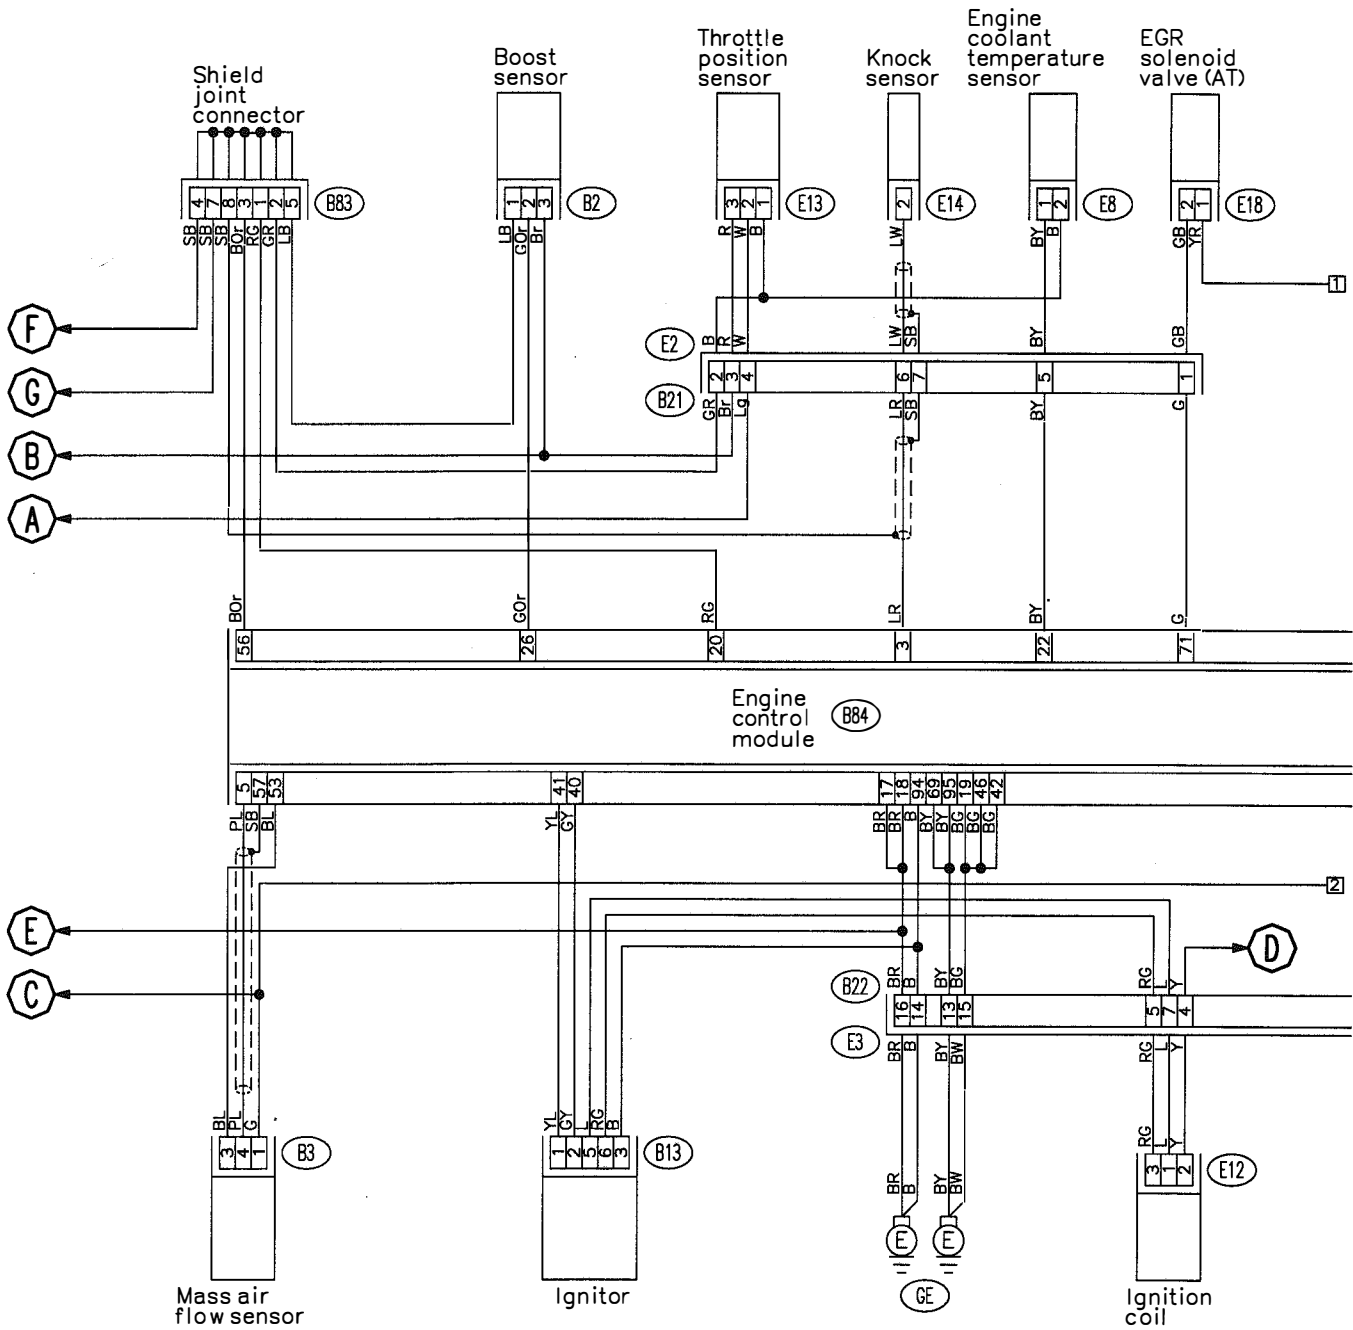 Shield
joint
connector
Boost
sensor
Throttle
position
sensor
Knock
sensor
Engine
coolant
temperature
sensor
EGR
solenoid
valve (AT)
4 7 8 3 1 2 5
B83
1 2 3
B2
3 2 1
E13
2
E14
1 2
E8
2 1
E18
SB SB SB BOr RG GR LB
LB GOr Br
R W B
LW
BY B
GB YR
1
F
E2
B R W
LW SB
BY
GB
G
2 3 4
6 7
5
1
B21
GR Br Lg
LR SB
BY
G
B
A
BOr
GOr
RG
LR
BY
G
56
26
20
3
22
71
Engine
control
module
B84
5 57 53
41 40
17 18 94 69 95 19 46 42
PL SB BL
YL GY
BR BR B BY BY BG BG BG
2
E
D
C
B22
BR B BY BG
RG L Y
16 14 13 15
5 7 4
E3
BR B BY BW
RG L Y
BL PL G
YL GY L RG B
RG L Y
3 4 1
B3
1 2 5 6 3
B13
BR B BY BW
3 1 2
E12
E E
GE
Mass air
flow sensor
Ignitor
Ignition
coil